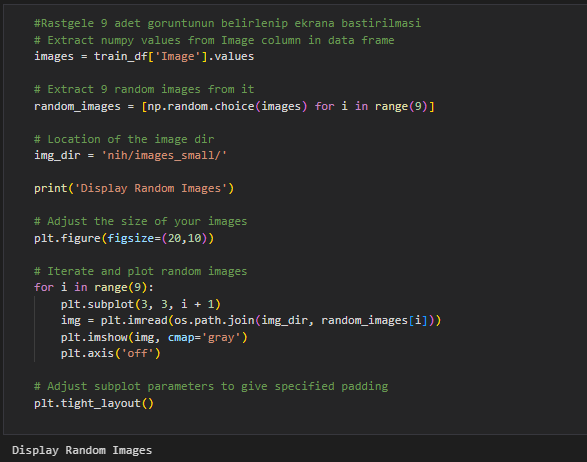 #Rastgele 9 adet goruntunun belirlenip ekrana bastirilmasi
# Extract numpy values from Image column in data frame
images = train_df['Image'].values
# Extract 9 random images from it
random_images = [np.random.choice(images) for i in range(9)]
# Location of the image dir
img_dir = 'nih/images_small/'
print('Display Random Images')
# Adjust the size of your images
plt.figure(figsize=(20,10))
# Iterate and plot random images
for i in range(9):
    plt.subplot(3, 3, i + 1)
    img = plt.imread(os.path.join(img_dir, random_images[i]))
    plt.imshow(img, cmap='gray')
    plt.axis('off')
# Adjust subplot parameters to give specified padding
plt.tight_layout()
Display Random Images